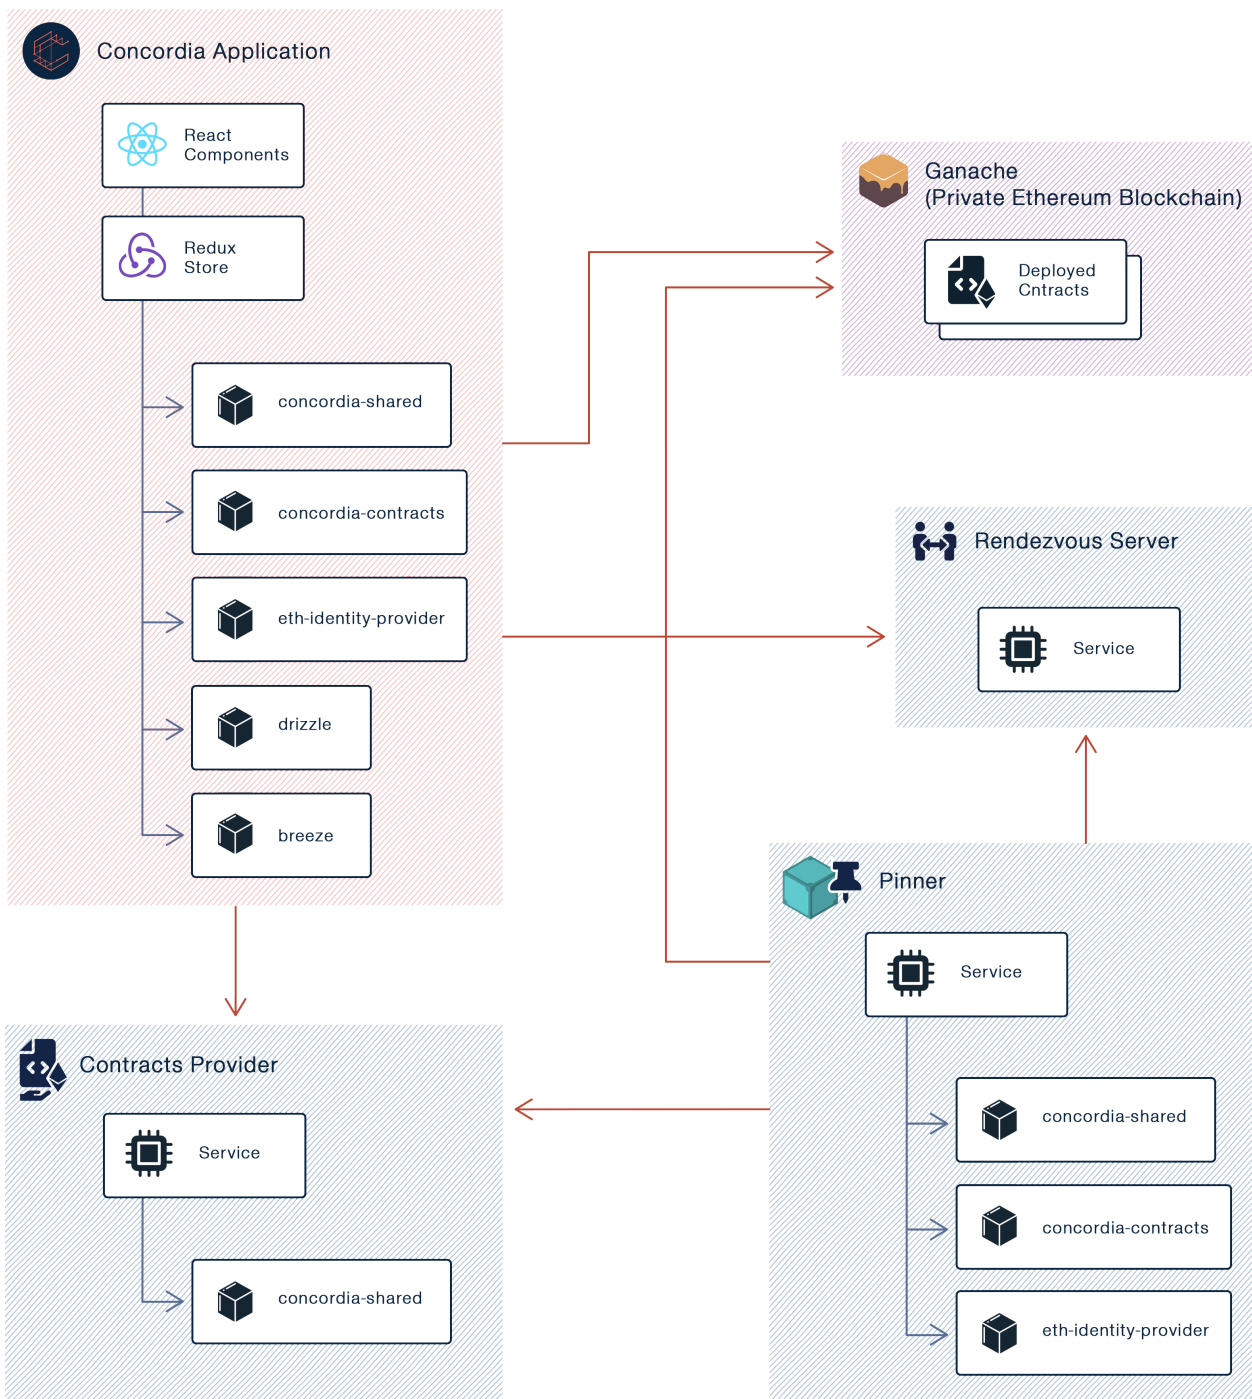 Concordia Application
React
Components
Redux
Store
concordia-shared
concordia-contracts
eth-identity-provider
drizzle
breeze
Ganache
(Private Ethereum Blockchain)
Deployed
Cntracts
Rendezvous Server
Service
Pinner
Service
concordia-shared
concordia-contracts
eth-identity-provider
Contracts Provider
Service
concordia-shared